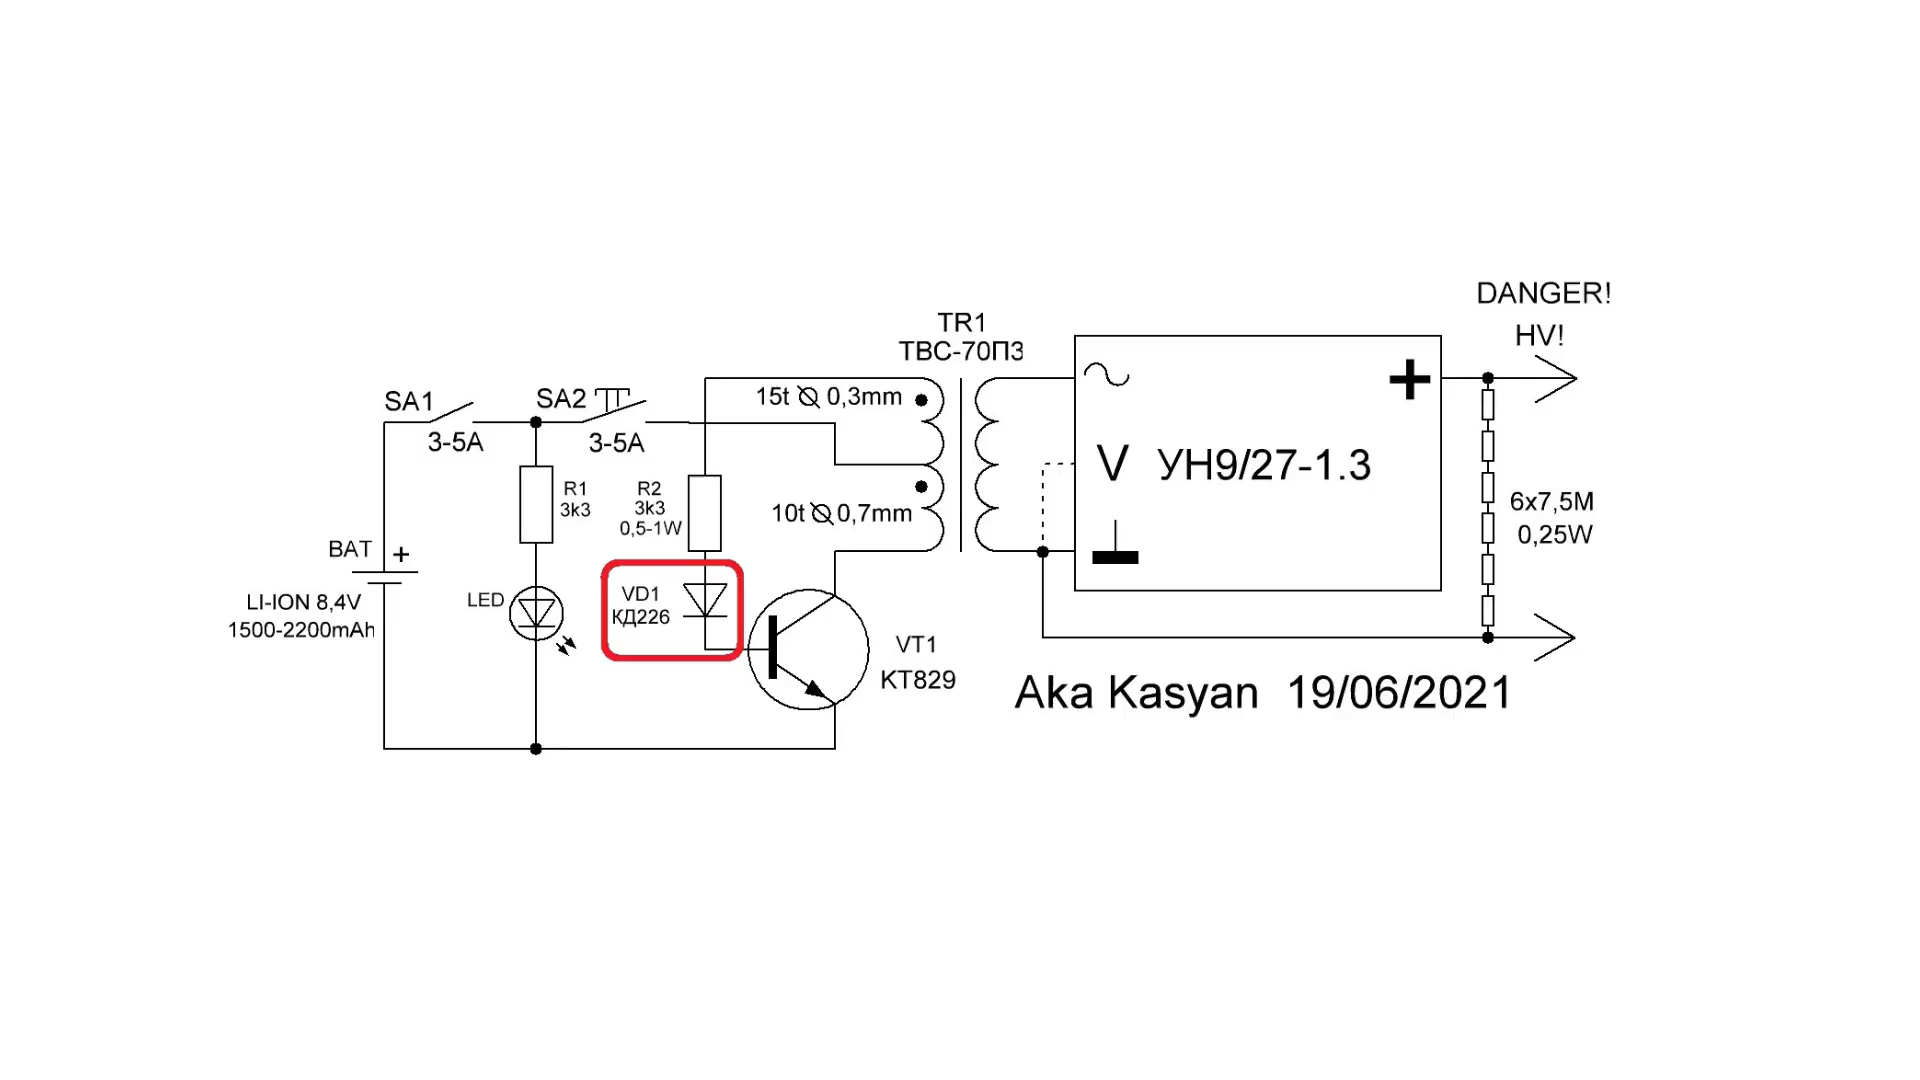 DANGER!
HV!
TR1
ТВС-70П3
SA1
3-5A
SA2
3-5A
15t ∅ 0,3mm
10t ∅ 0,7mm
R1
3k3
R2
3k3
0,5-1W
VD1
КД226
BAT +
LI-ION 8,4V
1500-2200mAh
LED
VT1
KT829
+
V УН9/27-1.3
6x7,5M
0,25W
Aka Kasyan 19/06/2021